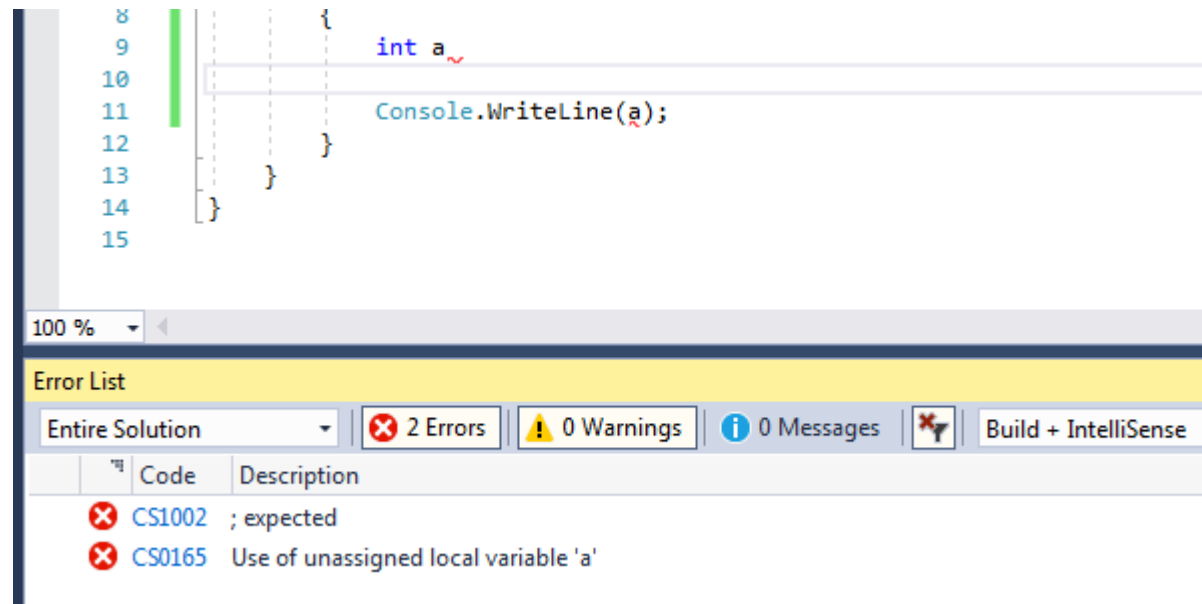 8 {
9 int a
10
11 Console.WriteLine(a);
12 }
13 }
14 }
15
100 %
Error List
Entire Solution 2 Errors 0 Warnings 0 Messages Build + IntelliSense
Code Description
CS1002 ; expected
CS0165 Use of unassigned local variable 'a'